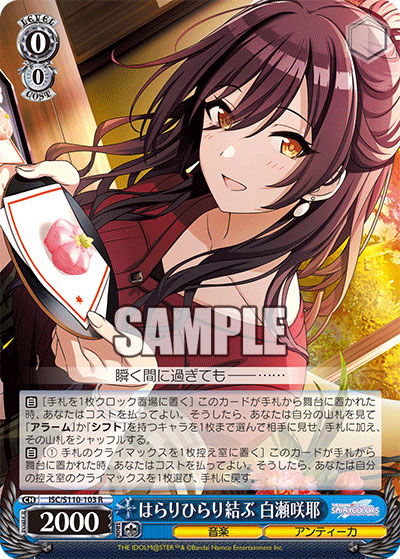 LEVEL
0
0
COST
SAMPLE
瞬く間に過ぎても――……
自 [手札を1枚クロック置場に置く] このカードが手札から舞台に置かれた
時、あなたはコストを払ってよい。そうしたら、あなたは自分の山札を見て
『アラーム』か『シフト』を持つキャラを1枚まで選んで相手に見せ、手札に加え、
その山札をシャッフルする。
自 [① 手札のクライマックスを1枚控え室に置く] このカードが手札から
舞台に置かれた時、あなたはコストを払ってよい。そうしたら、あなたは自分
の控え室のクライマックスを1枚選び、手札に戻す。
CH ISC/S110-103 R
POWER
2000
はらりひらり結ぶ 白瀬咲耶
THE IDOLM@STER
SHINY COLORS
音楽 アンティーカ
THE IDOLM@STER™& ©Bandai Namco Entertainment Inc.